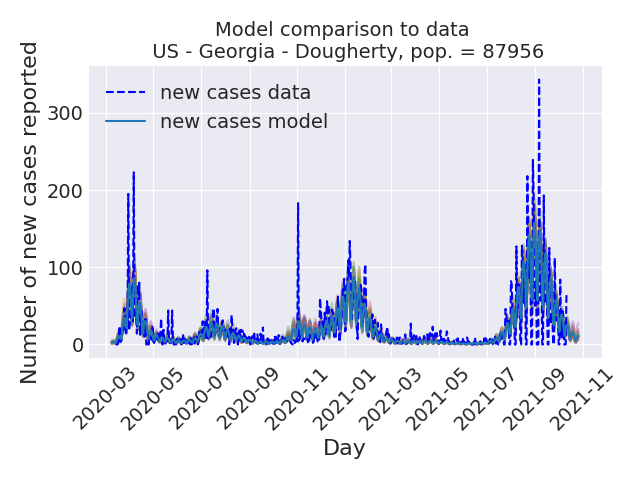 Model comparison to data
US - Georgia - Dougherty, pop. = 87956
Number of new cases reported
300
200
100
0
new cases data
new cases model
2020-03
2020-05
2020-07
2020-09
2020-11
2021-01
2021-03
2021-05
2021-07
2021-09
2021-11
Day